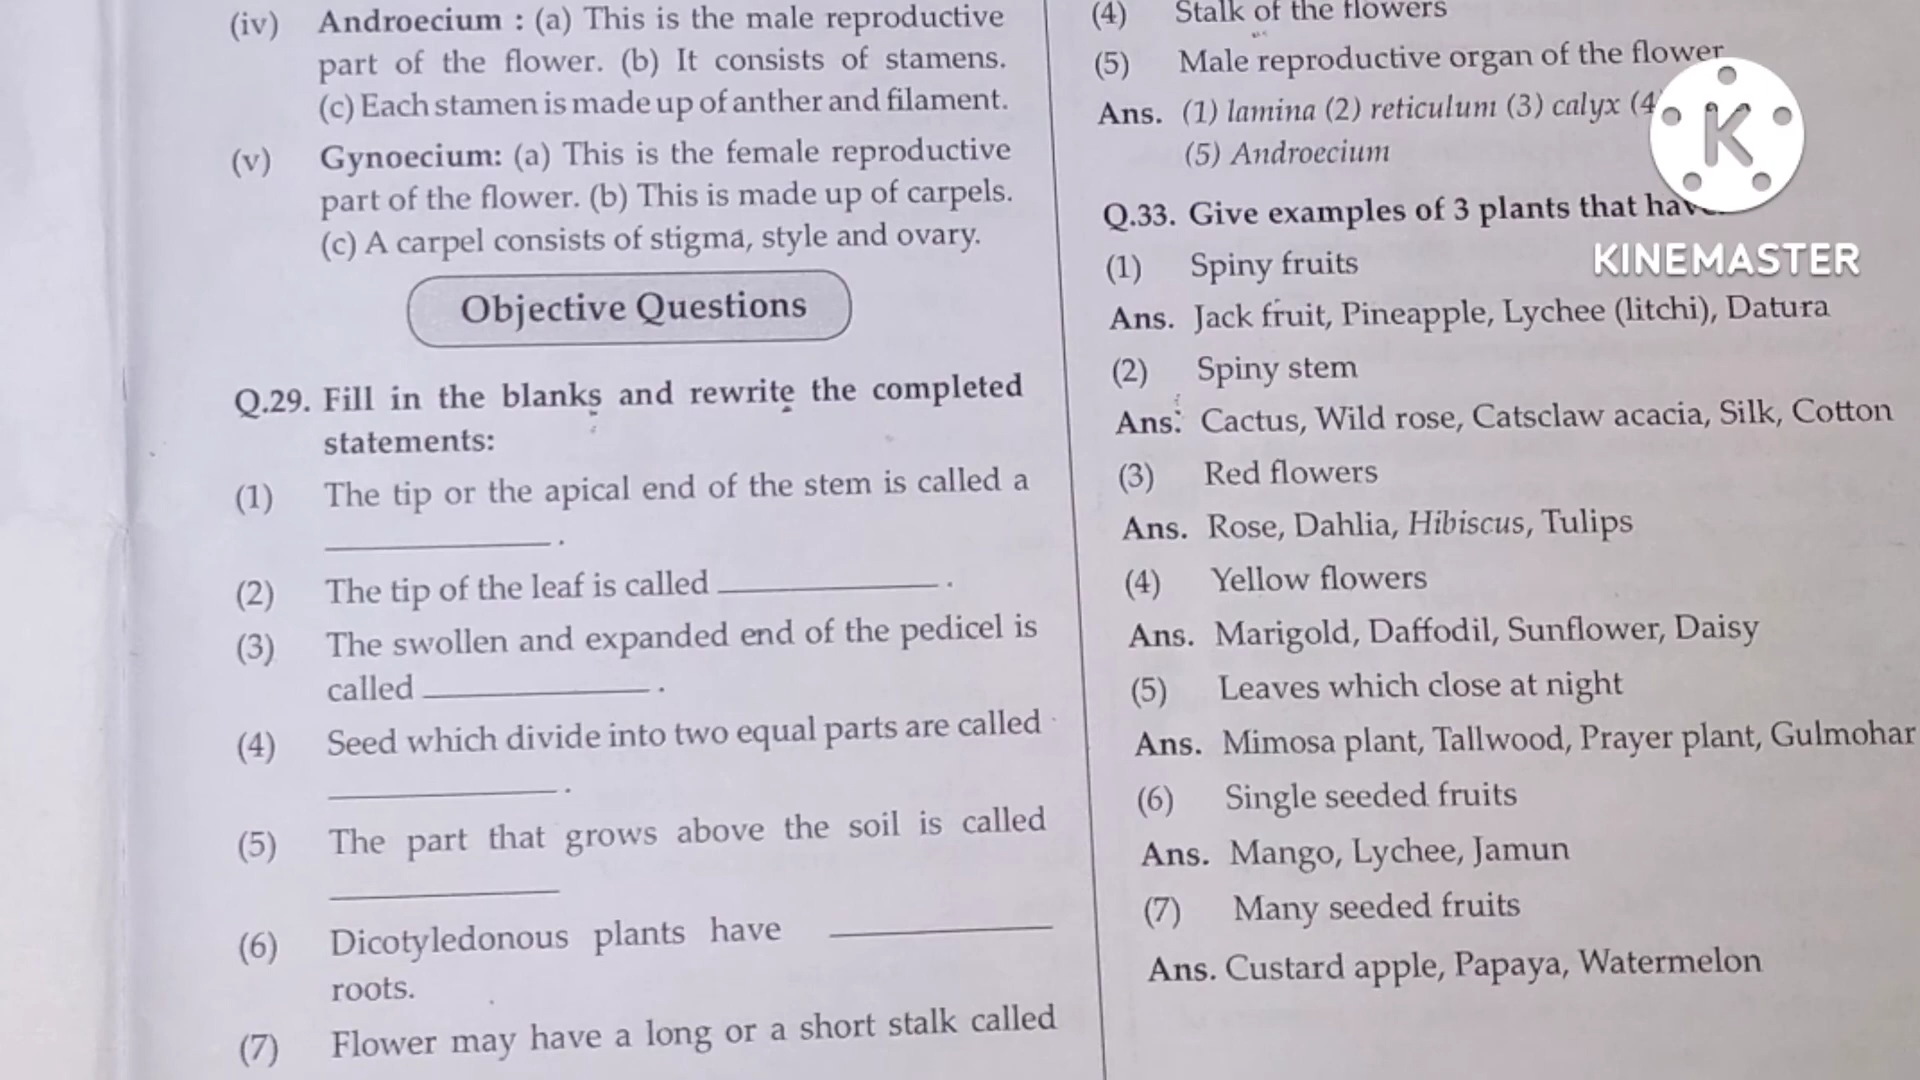 (iv) Androecium : (a) This is the male reproductive
part of the flower. (b) It consists of stamens.
(c) Each stamen is made up of anther and filament.
(v) Gynoecium: (a) This is the female reproductive
part of the flower. (b) This is made up of carpels.
(c) A carpel consists of stigma, style and ovary.
Objective Questions
Q.29. Fill in the blanks and rewrite the completed
statements:
(1) The tip or the apical end of the stem is called a
____________ .
(2) The tip of the leaf is called ____________ .
(3) The swollen and expanded end of the pedicel is
called ____________ .
(4) Seed which divide into two equal parts are called
____________ .
(5) The part that grows above the soil is called
____________
(6) Dicotyledonous plants have ____________
roots.
(7) Flower may have a long or a short stalk called
(4) Stalk of the flowers
(5) Male reproductive organ of the flower
Ans. (1) lamina (2) reticulum (3) calyx (4
(5) Androecium
Q.33. Give examples of 3 plants that
(1) Spiny fruits
Ans. Jack fruit, Pineapple, Lychee (litchi), Datura
(2) Spiny stem
Ans. Cactus, Wild rose, Catsclaw acacia, Silk, Cotton
(3) Red flowers
Ans. Rose, Dahlia, Hibiscus, Tulips
(4) Yellow flowers
Ans. Marigold, Daffodil, Sunflower, Daisy
(5) Leaves which close at night
Ans. Mimosa plant, Tallwood, Prayer plant, Gulmohar
(6) Single seeded fruits
Ans. Mango, Lychee, Jamun
(7) Many seeded fruits
Ans. Custard apple, Papaya, Watermelon
K
KINEMASTER